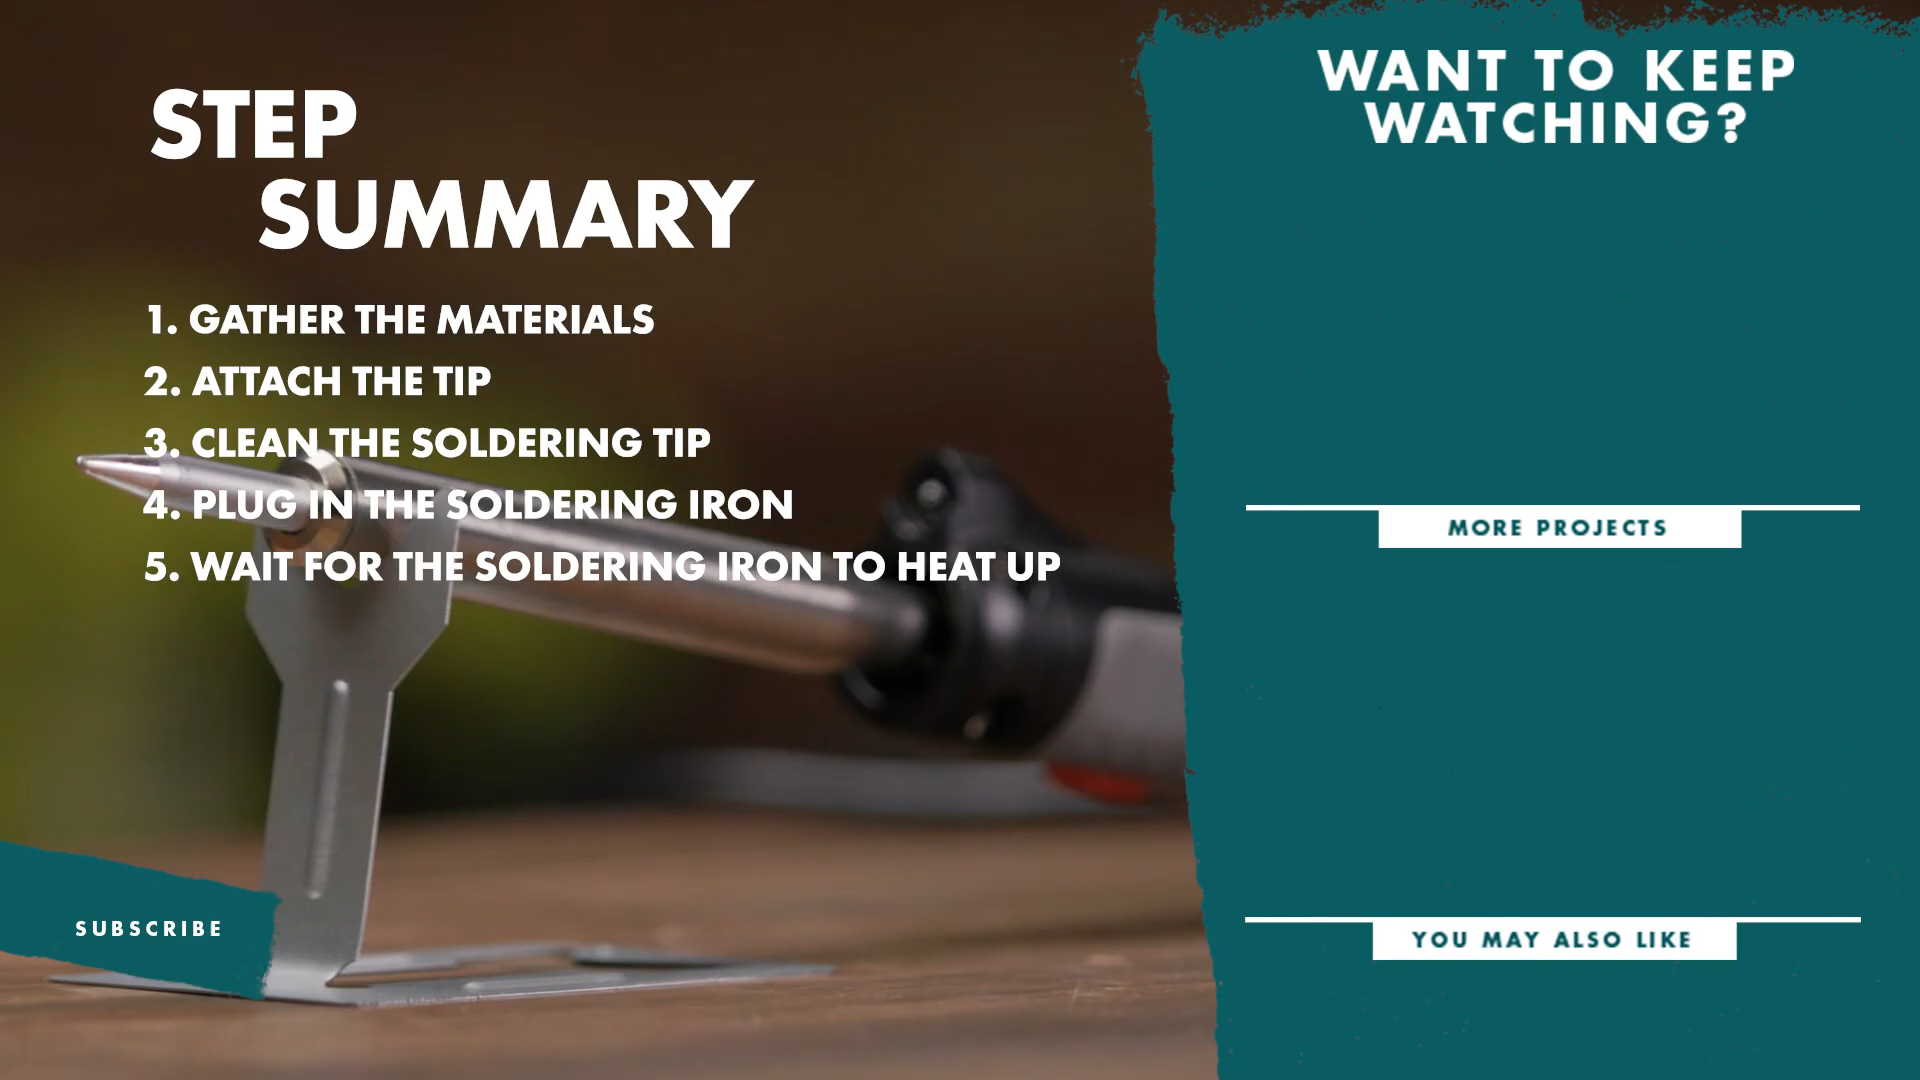 STEP
SUMMARY
1. GATHER THE MATERIALS
2. ATTACH THE TIP
3. CLEAN THE SOLDERING TIP
4. PLUG IN THE SOLDERING IRON
5. WAIT FOR THE SOLDERING IRON TO HEAT UP
SUBSCRIBE
WANT TO KEEP
WATCHING?
MORE PROJECTS
YOU MAY ALSO LIKE